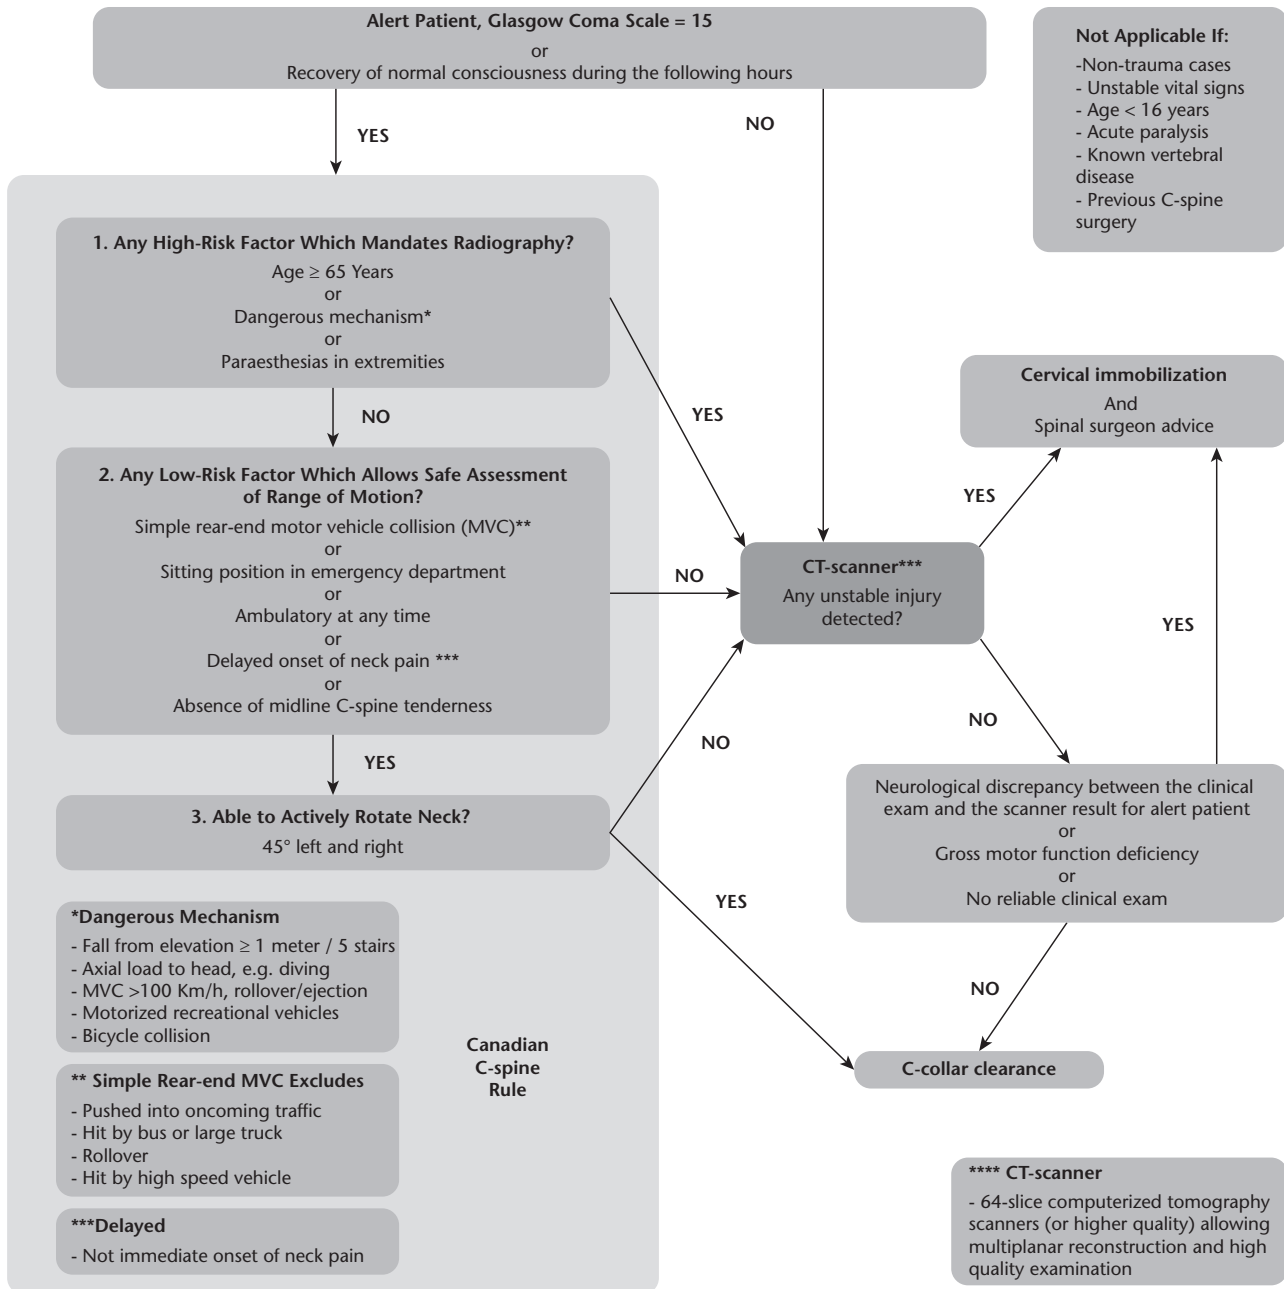 Alert Patient, Glasgow Coma Scale = 15
or
Recovery of normal consciousness during the following hours
Not Applicable If:
-Non-trauma cases
- Unstable vital signs
- Age < 16 years
- Acute paralysis
- Known vertebral
disease
- Previous C-spine
surgery
YES
NO
1. Any High-Risk Factor Which Mandates Radiography?
Age ≥ 65 Years
or
Dangerous mechanism*
or
Paraesthesias in extremities
NO
YES
Cervical immobilization
And
Spinal surgeon advice
2. Any Low-Risk Factor Which Allows Safe Assessment
of Range of Motion?
Simple rear-end motor vehicle collision (MVC)**
or
Sitting position in emergency department
or
Ambulatory at any time
or
Delayed onset of neck pain ***
or
Absence of midline C-spine tenderness
NO
CT-scanner***
Any unstable injury
detected?
YES
YES
YES
NO
NO
3. Able to Actively Rotate Neck?
45° left and right
YES
Neurological discrepancy between the clinical
exam and the scanner result for alert patient
or
Gross motor function deficiency
or
No reliable clinical exam
NO
C-collar clearance
*Dangerous Mechanism
- Fall from elevation ≥ 1 meter / 5 stairs
- Axial load to head, e.g. diving
- MVC >100 Km/h, rollover/ejection
- Motorized recreational vehicles
- Bicycle collision
Canadian
C-spine
Rule
** Simple Rear-end MVC Excludes
- Pushed into oncoming traffic
- Hit by bus or large truck
- Rollover
- Hit by high speed vehicle
***Delayed
- Not immediate onset of neck pain
**** CT-scanner
- 64-slice computerized tomography
scanners (or higher quality) allowing
multiplanar reconstruction and high
quality examination